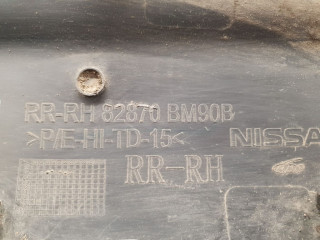 RR-RH 82870 BM90B
>P/E-HI-TD-15< NISSA
RR-RH